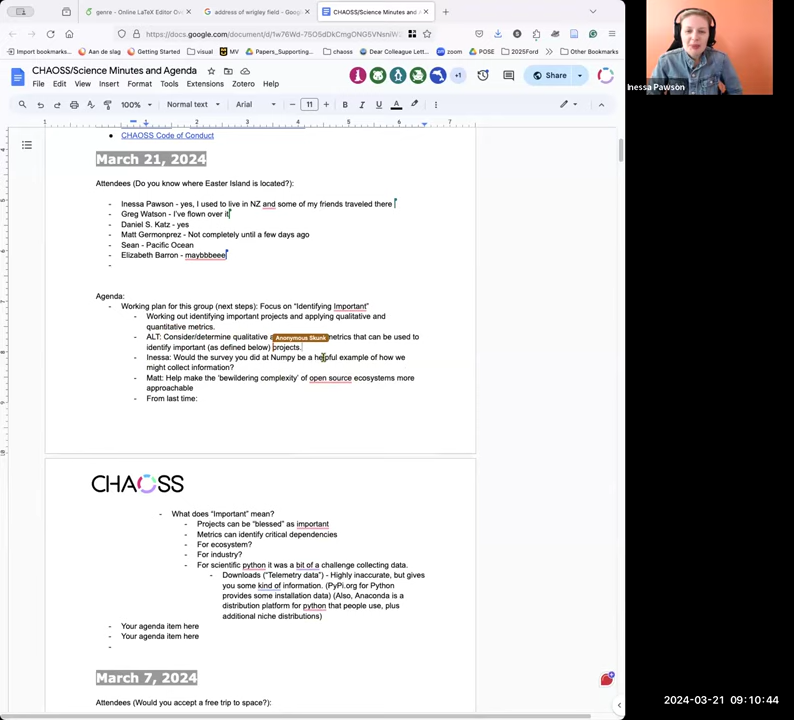 genre - Online LaTeX Editor Ov
address of wrigley field - Goog
CHAOSS/Science Minutes and A
https://docs.google.com/document/d/1w76Wd-75O5dDkCmgONG5VNsniW
Import bookmarks...
Aan de slag
Getting Started
visual
MV
Papers_Supporting...
chaoss
Dear Colleague Lett
zoom
POSE
2025Ford
Other Bookmarks
CHAOSS/Science Minutes and Agenda
File Edit View Insert Format Tools Extensions Zotero Help
+1
Share
100%
Normal text
Arial
11
B I U A
1 1 2 3 4 5 6 7
CHAOSS Code of Conduct
March 21, 2024
Attendees (Do you know where Easter Island is located?):
- Inessa Pawson - yes, I used to live in NZ and some of my friends traveled there
- Greg Watson - I've flown over it
- Daniel S. Katz - yes
- Matt Germonprez - Not completely until a few days ago
- Sean - Pacific Ocean
- Elizabeth Barron - maybbbeee
-
Agenda:
- Working plan for this group (next steps): Focus on "Identifying Important"
- Working out identifying important projects and applying qualitative and
quantative metrics.
- ALT: Consider/determine qualitative a metrics that can be used to
Anonymous Skunk
identify important (as defined below) projects.
- Inessa: Would the survey you did at Numpy be a helpful example of how we
might collect information?
- Matt: Help make the 'bewildering complexity' of open source ecosystems more
approachable
- From last time:
CHAOSS
- What does "Important" mean?
- Projects can be "blessed" as important
- Metrics can identify critical dependencies
- For ecosystem?
- For industry?
- For scientific python it was a bit of a challenge collecting data.
- Downloads ("Telemetry data") - Highly inaccurate, but gives
you some kind of information. (PyPi.org for Python
provides some installation data) (Also, Anaconda is a
distribution platform for python that people use, plus
additional niche distributions)
- Your agenda item here
- Your agenda item here
-
March 7, 2024
Attendees (Would you accept a free trip to space?):
Inessa Pawson
2024-03-21 09:10:44